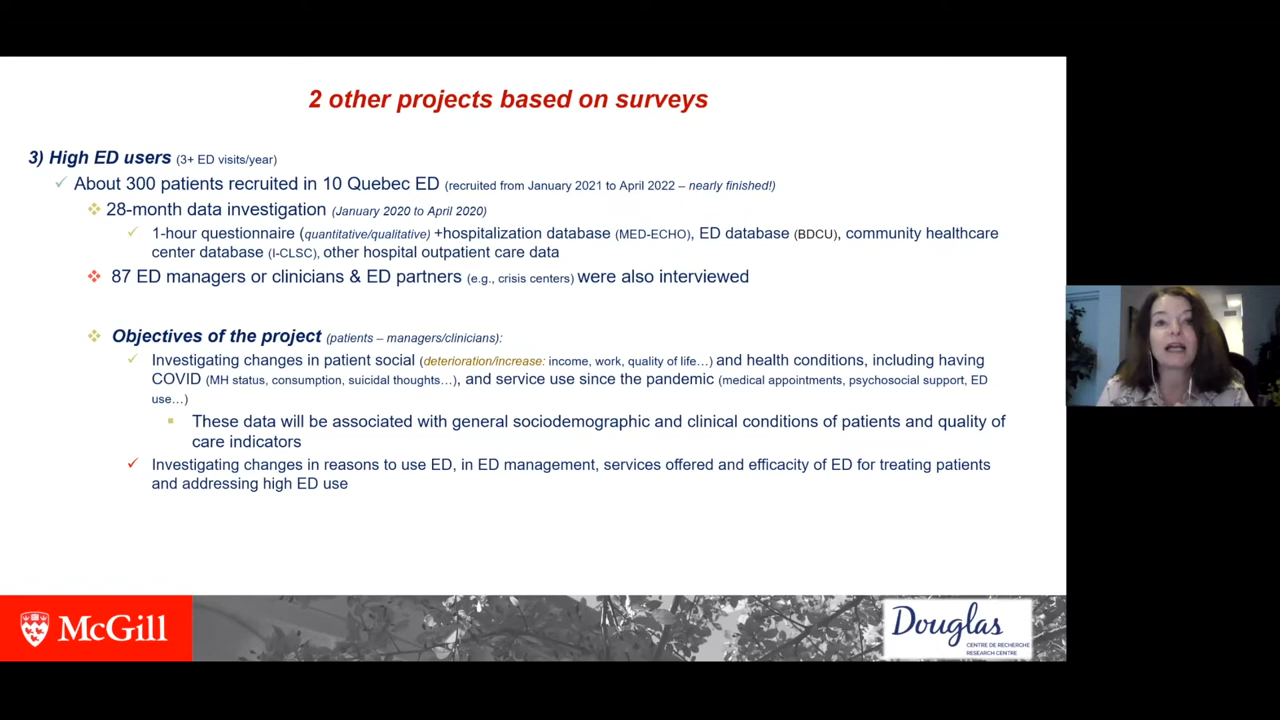 2 other projects based on surveys
3) High ED users (3+ ED visits/year)
About 300 patients recruited in 10 Quebec ED (recruited from January 2021 to April 2022 – nearly finished!)
28-month data investigation (January 2020 to April 2020)
1-hour questionnaire (quantitative/qualitative) +hospitalization database (MED-ECHO), ED database (BDCU), community healthcare
center database (I-CLSC), other hospital outpatient care data
87 ED managers or clinicians & ED partners (e.g., crisis centers) were also interviewed
Objectives of the project (patients – managers/clinicians):
Investigating changes in patient social (deterioration/increase: income, work, quality of life…) and health conditions, including having
COVID (MH status, consumption, suicidal thoughts…), and service use since the pandemic (medical appointments, psychosocial support, ED
use…)
These data will be associated with general sociodemographic and clinical conditions of patients and quality of
care indicators
Investigating changes in reasons to use ED, in ED management, services offered and efficacity of ED for treating patients
and addressing high ED use
McGill
Douglas
CENTRE DE RECHERCHE
RESEARCH CENTRE